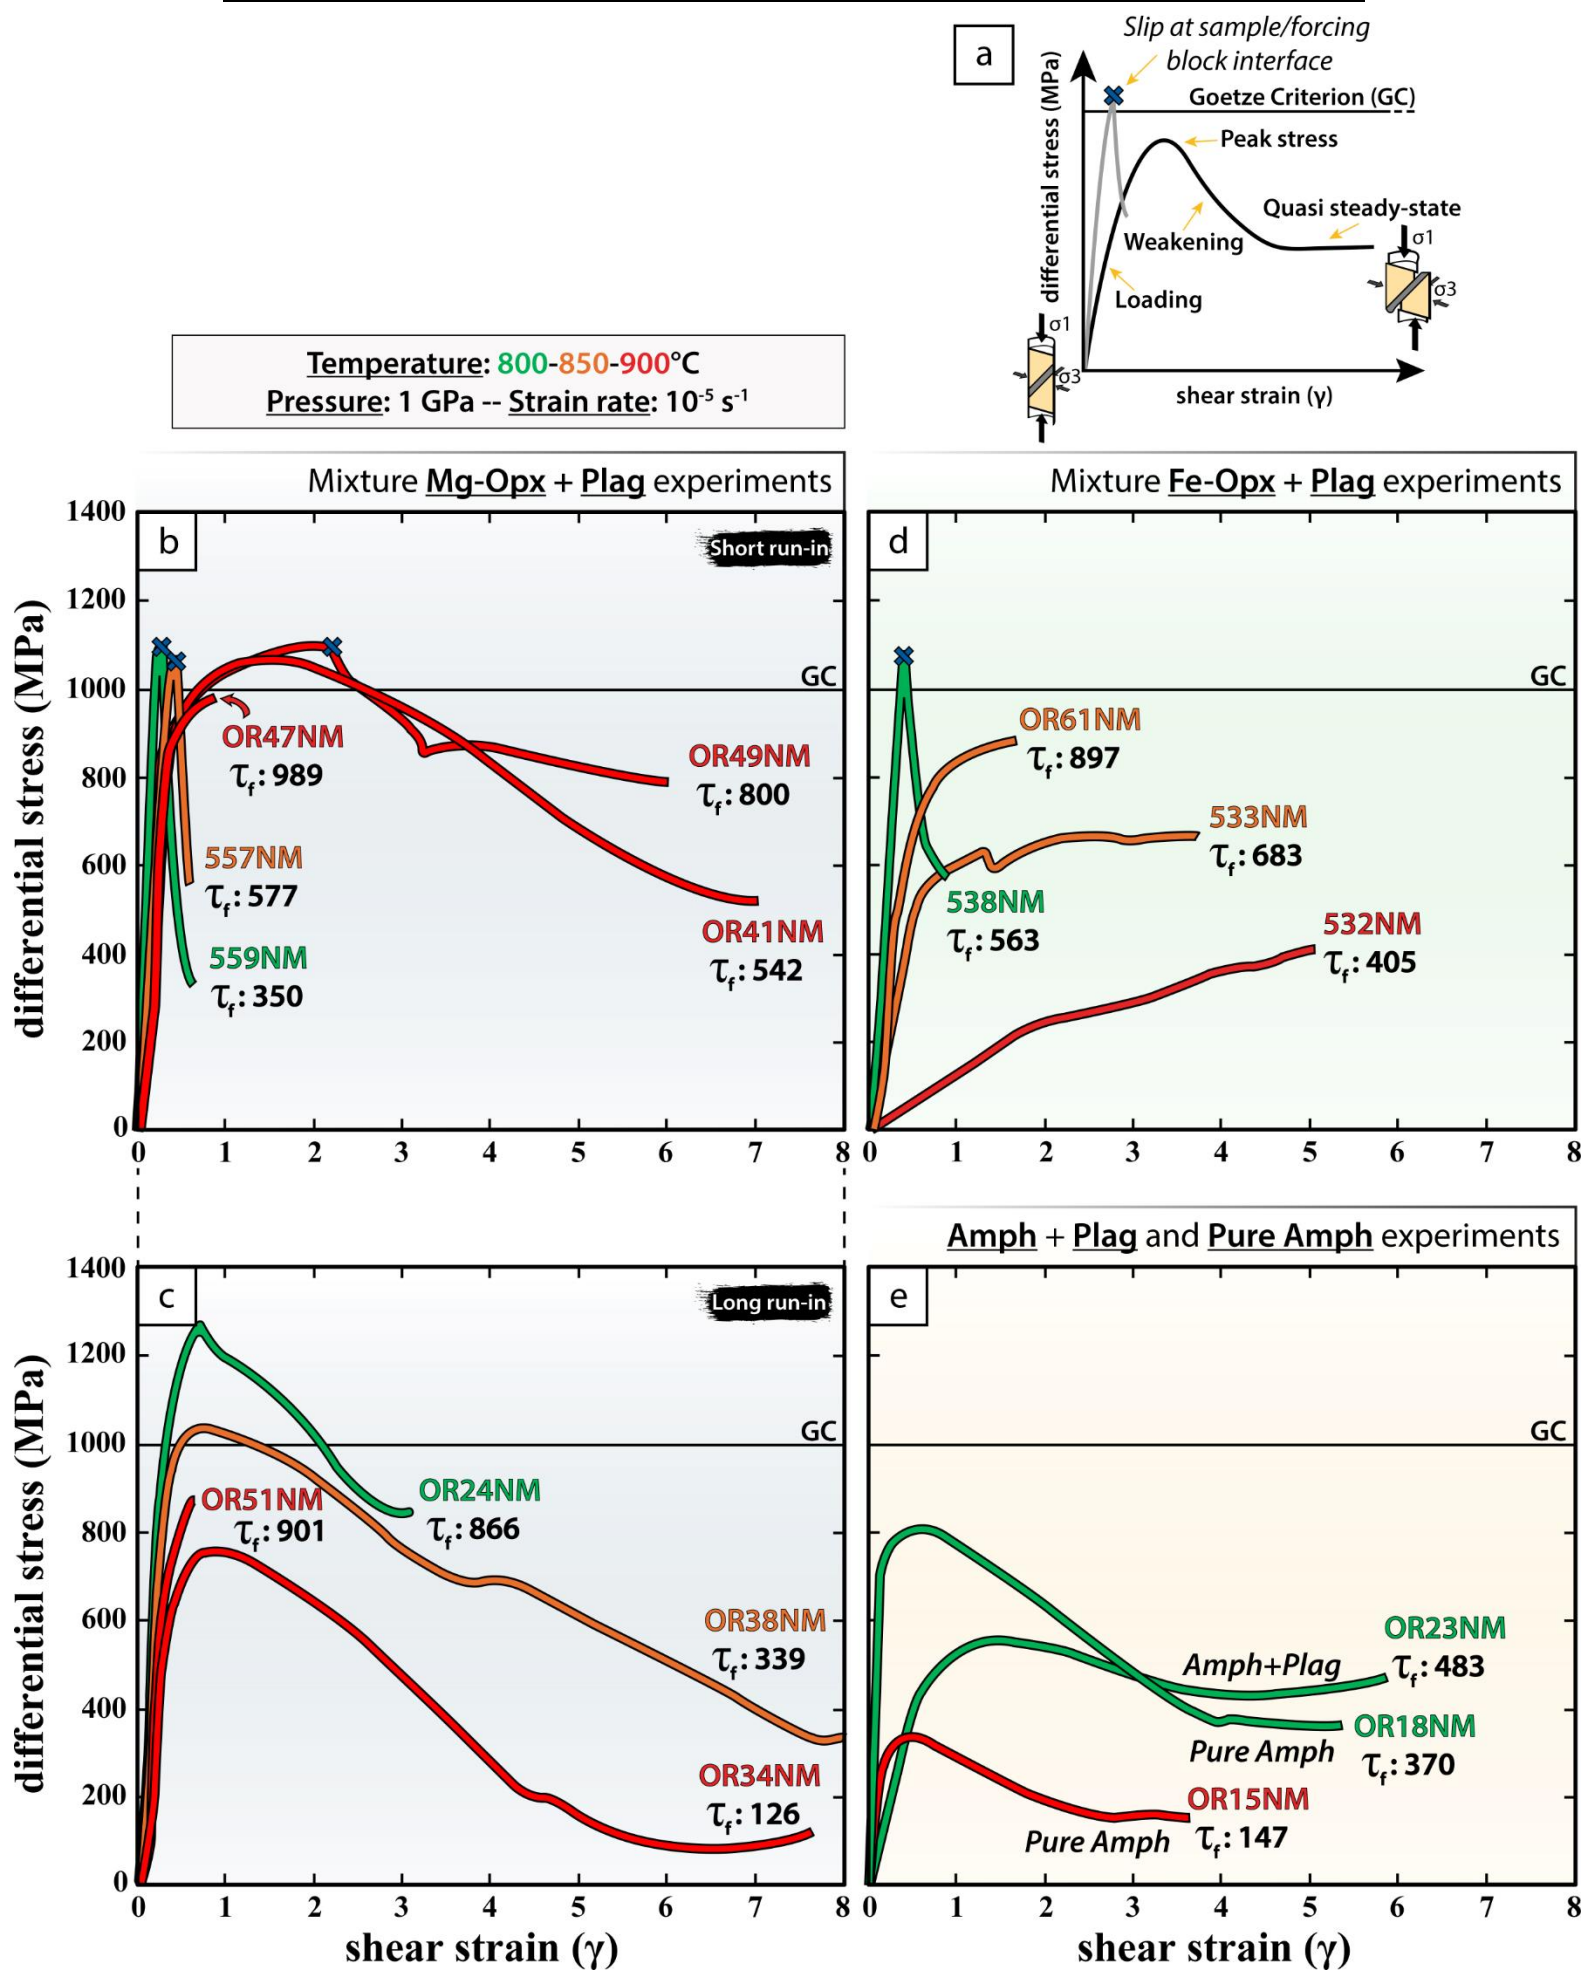 a
Slip at sample/forcing
block interface
Goetze Criterion (GC)
Peak stress
Quasi steady-state
Weakening
Loading
differential stress (MPa)
shear strain (γ)
σ1
σ3
σ1
σ3
Temperature: 800-850-900°C
Pressure: 1 GPa -- Strain rate: 10⁻⁵ s⁻¹
Mixture Mg-Opx + Plag experiments
b
Short run-in
GC
OR47NM
τf: 989
OR49NM
τf: 800
557NM
τf: 577
OR41NM
τf: 542
559NM
τf: 350
differential stress (MPa)
1400
1200
1000
800
600
400
200
0
0 1 2 3 4 5 6 7 8
Mixture Fe-Opx + Plag experiments
d
GC
OR61NM
τf: 897
533NM
τf: 683
538NM
τf: 563
532NM
τf: 405
0 1 2 3 4 5 6 7 8
c
Long run-in
GC
OR51NM
τf: 901
OR24NM
τf: 866
OR38NM
τf: 339
OR34NM
τf: 126
differential stress (MPa)
1400
1200
1000
800
600
400
200
0
0 1 2 3 4 5 6 7 8
shear strain (γ)
Amph + Plag and Pure Amph experiments
e
GC
Amph+Plag
OR23NM
τf: 483
Pure Amph
OR18NM
τf: 370
Pure Amph
OR15NM
τf: 147
0 1 2 3 4 5 6 7 8
shear strain (γ)